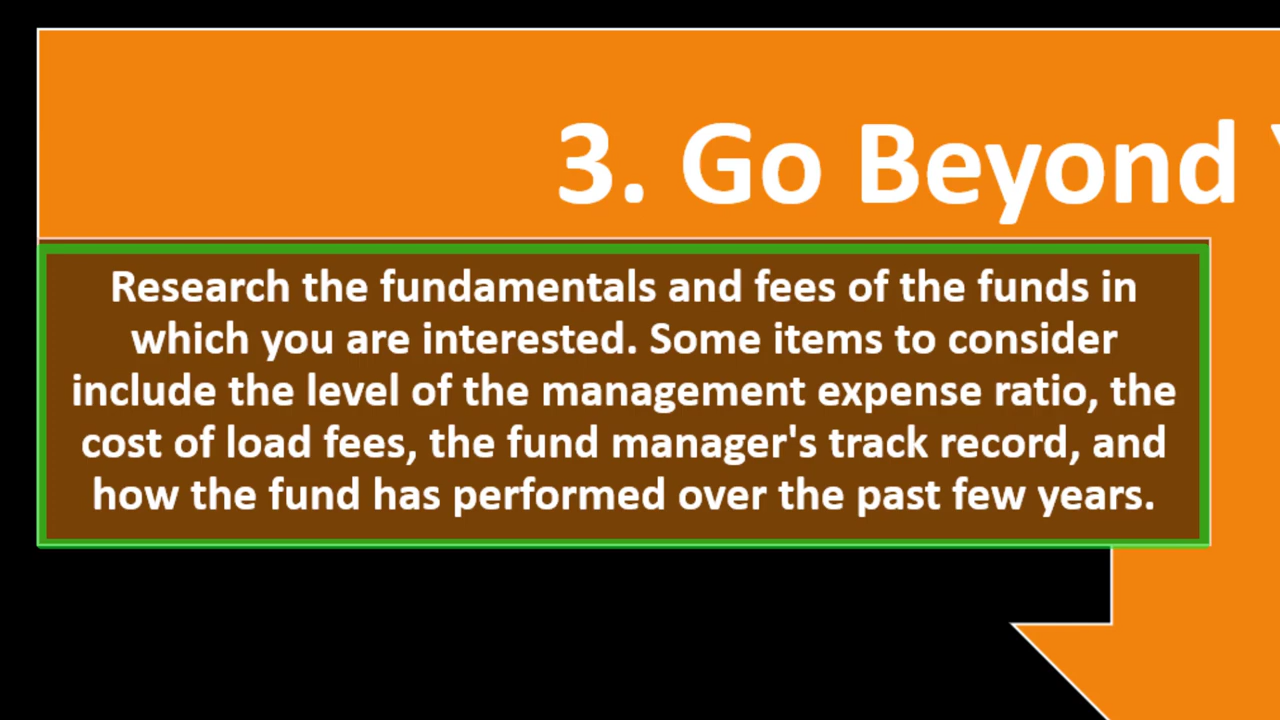 3. Go Beyond
Research the fundamentals and fees of the funds in
which you are interested. Some items to consider
include the level of the management expense ratio, the
cost of load fees, the fund manager's track record, and
how the fund has performed over the past few years.